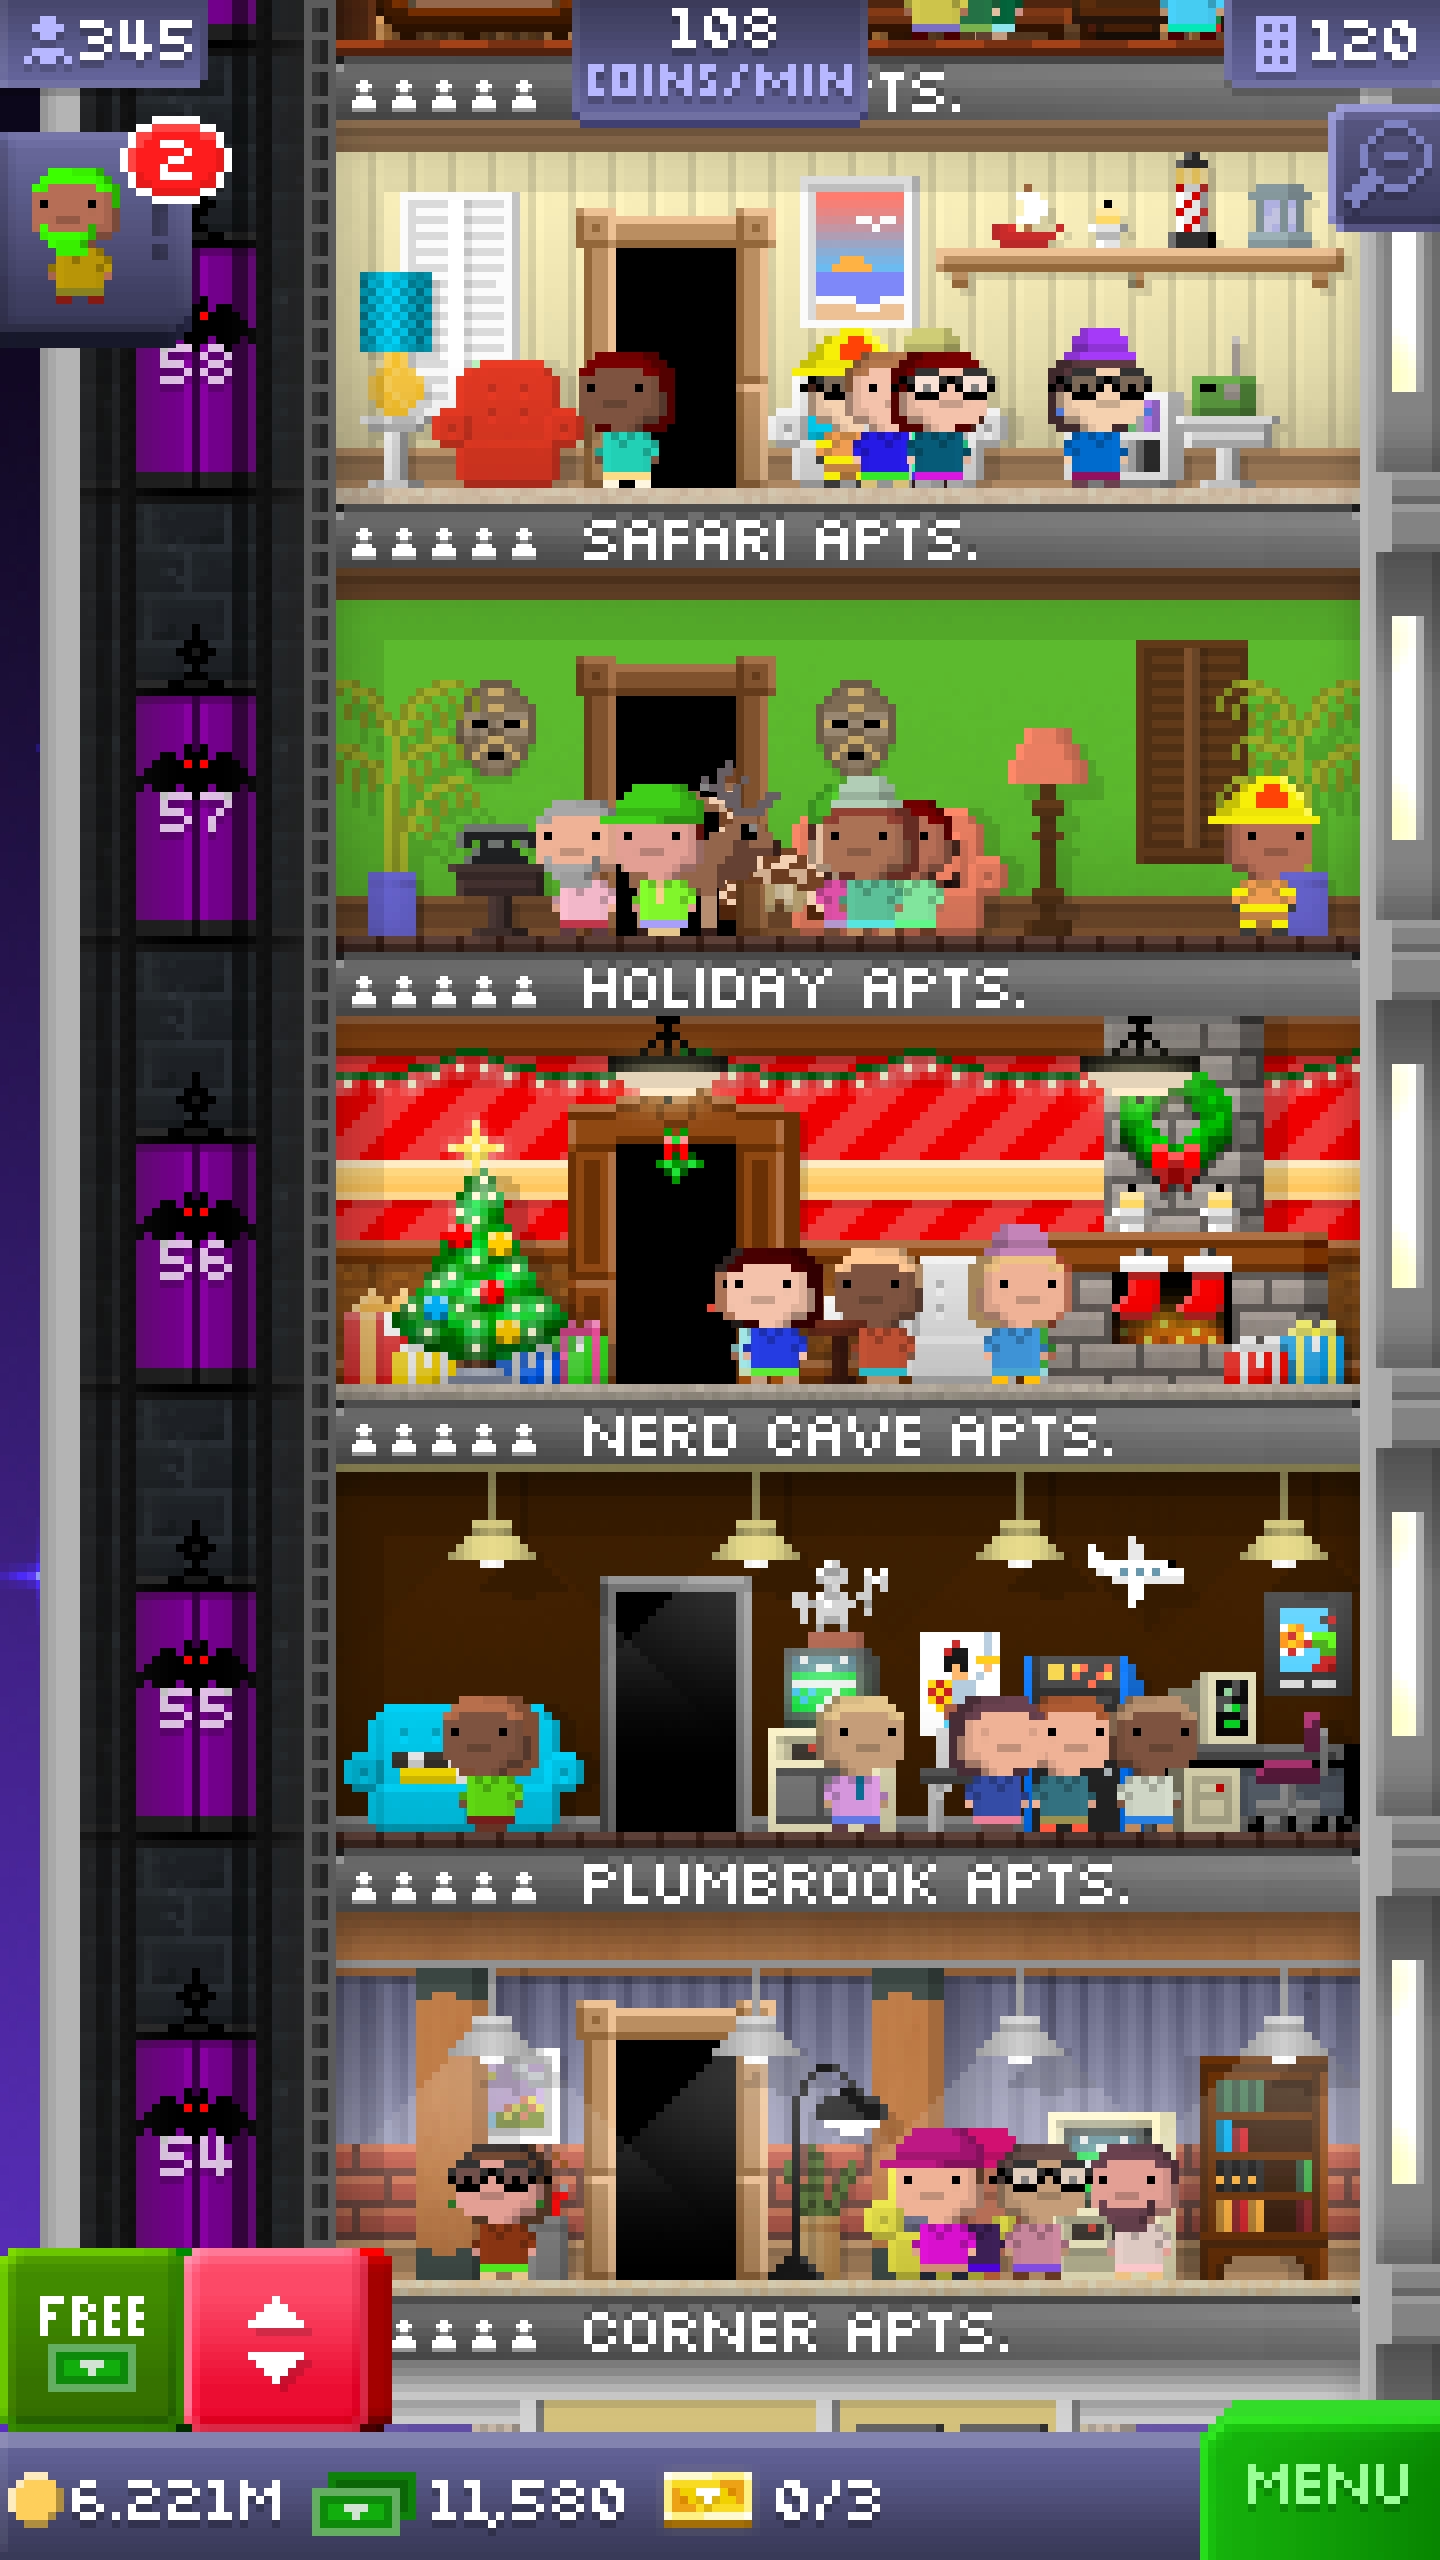 345
108
COINS/MIN
120
2
TS.
58
SAFARI APTS.
57
HOLIDAY APTS.
56
NERD CAVE APTS.
55
PLUMBROOK APTS.
54
FREE
CORNER APTS.
6.221M
11,580
0/3
MENU